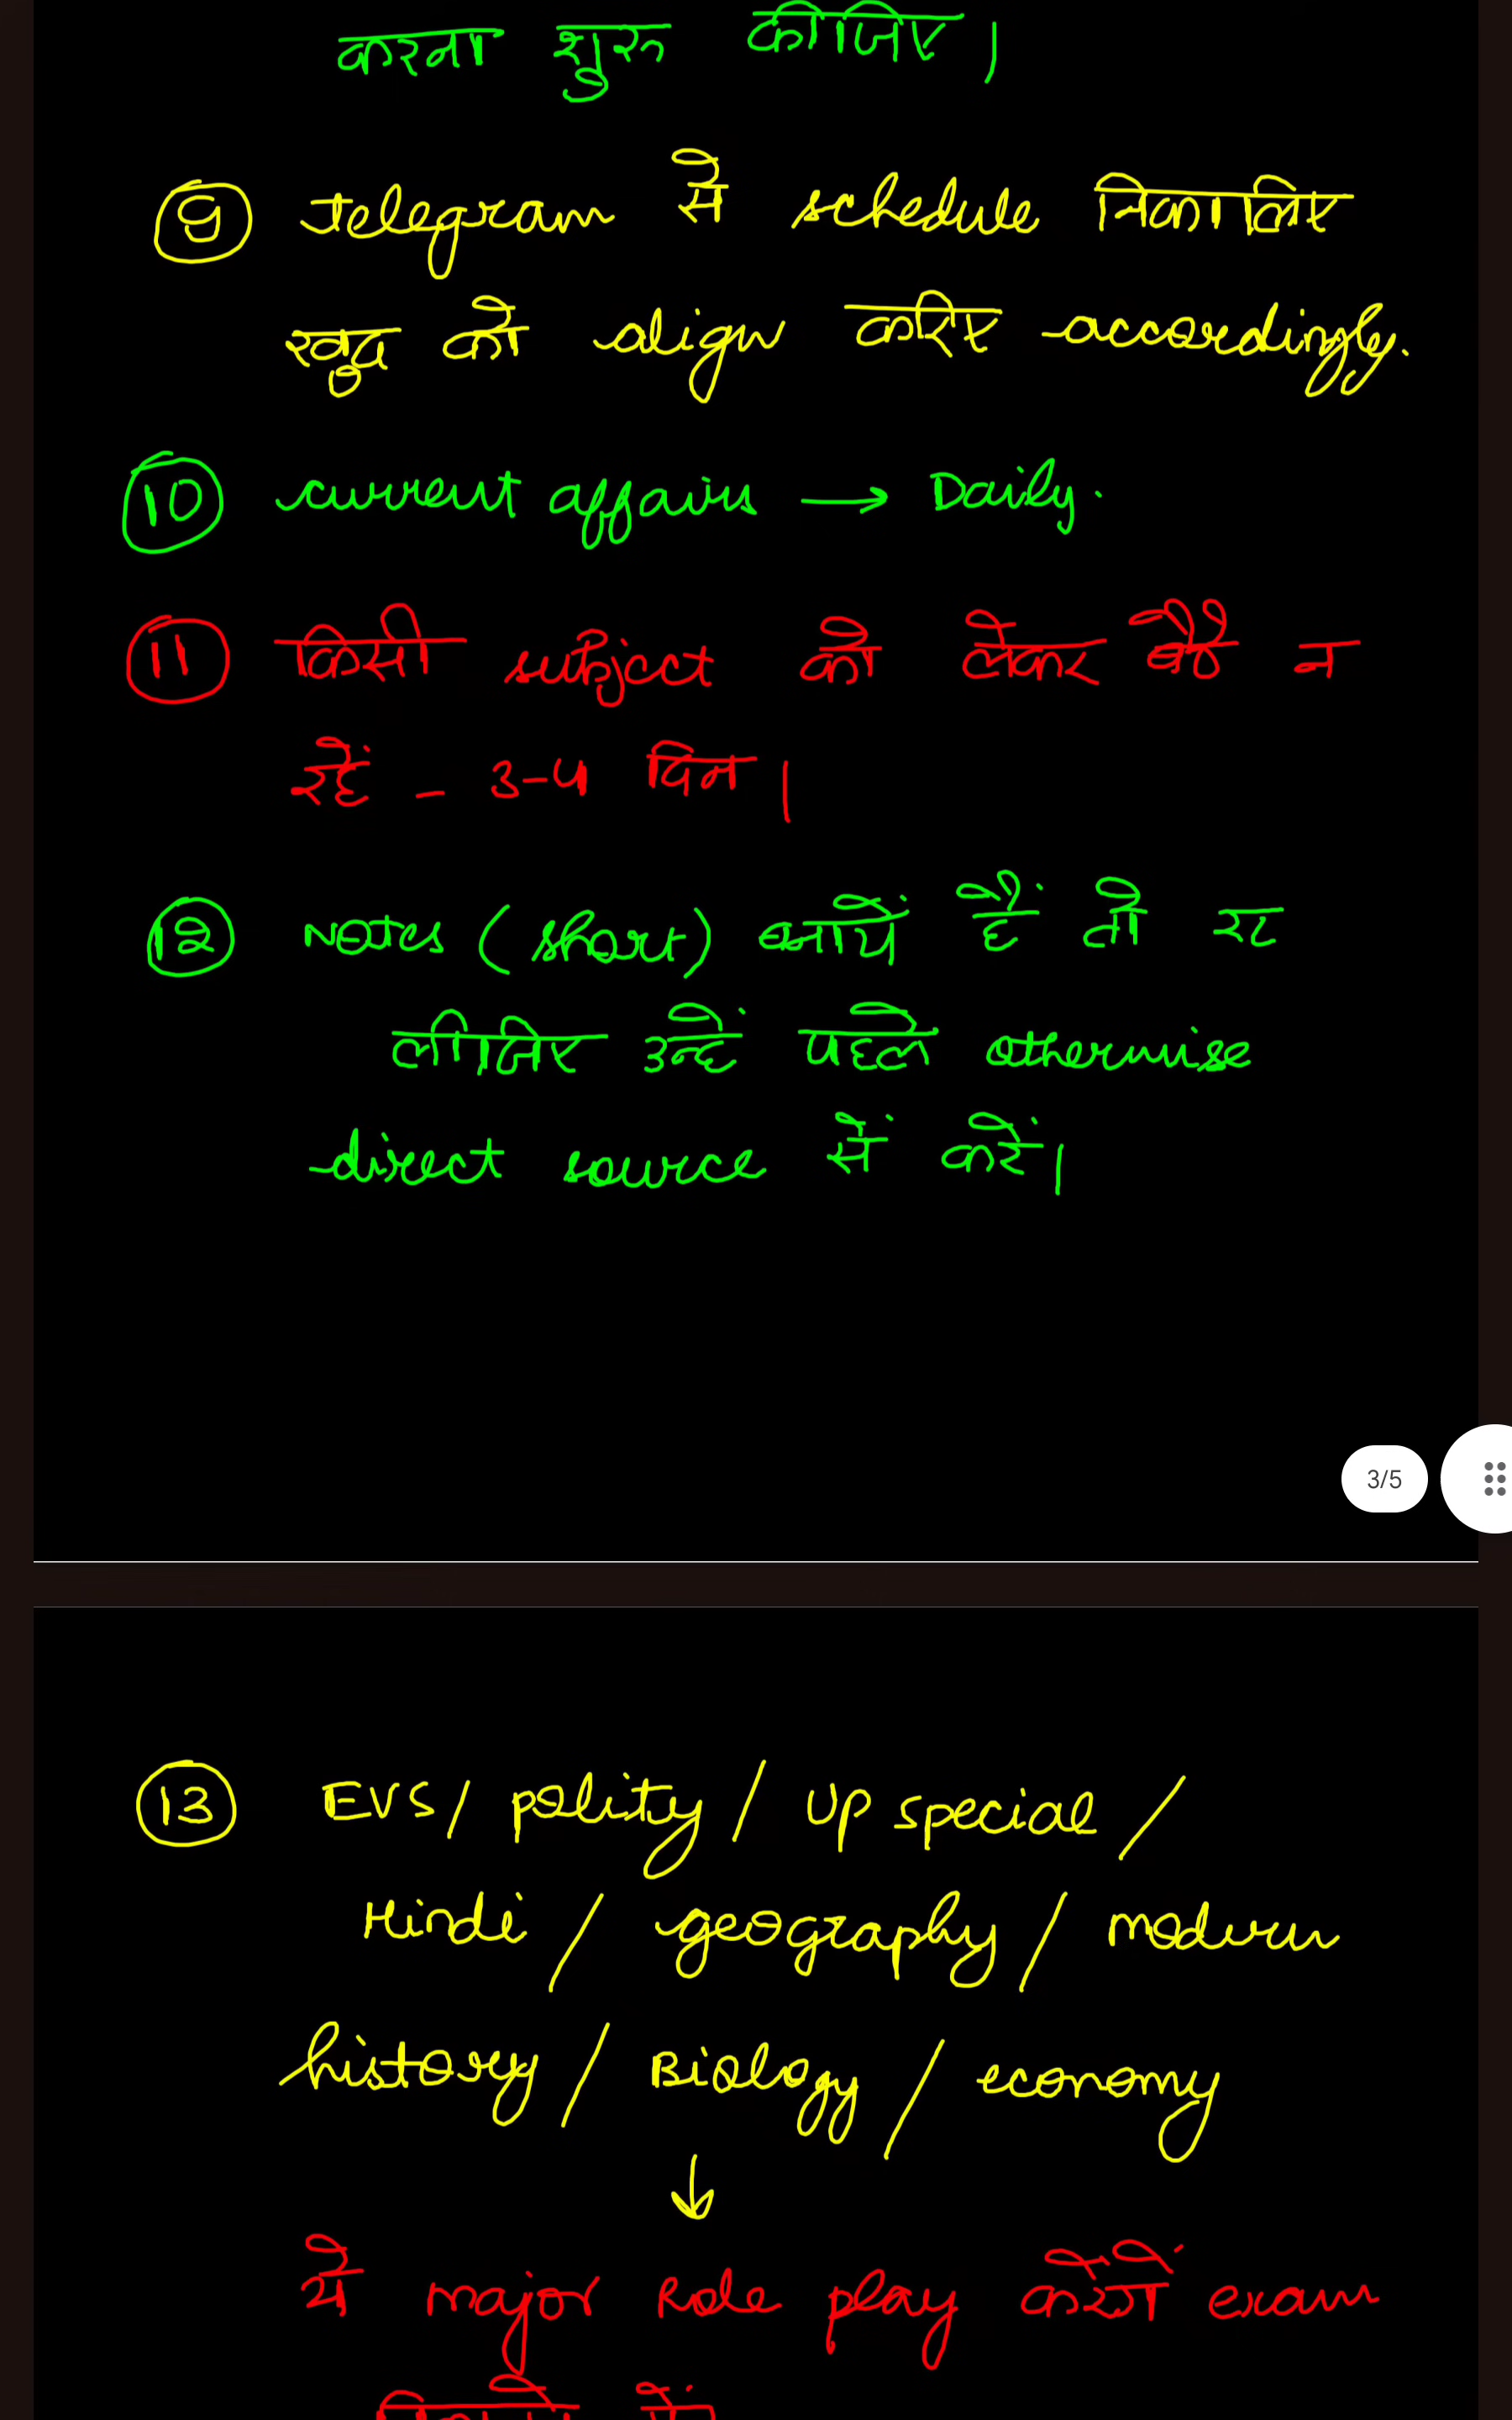 करना शुरू कीजिए।
9 Telegram से schedule निकालिए
खुद को align करिए accordingly.
10 current affairs → Daily.
11 किसी subject को लेकर बैठे न
रहें - 3-4 दिन।
12 Notes (short) बनायें हैं तो रट
लीजिए उन्हें पहले otherwise
direct source से करें।
3/5
13 EVS / polity / UP special /
Hindi / geography / modern
history / Biology / economy
↓
ये major Role play करेंगें exam
में